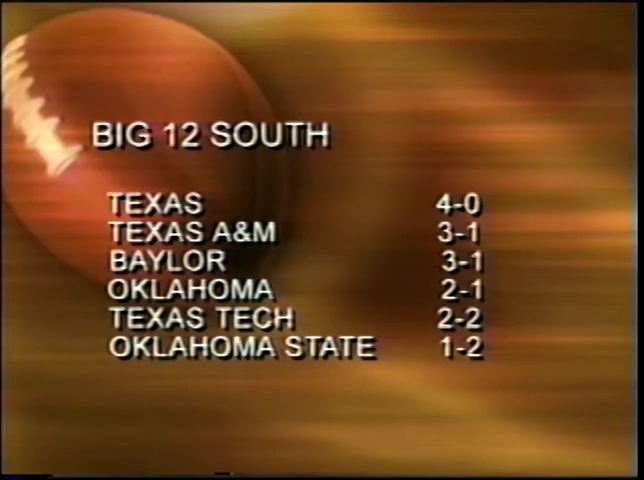 BIG 12 SOUTH
TEXAS 4-0
TEXAS A&M 3-1
BAYLOR 3-1
OKLAHOMA 2-1
TEXAS TECH 2-2
OKLAHOMA STATE 1-2